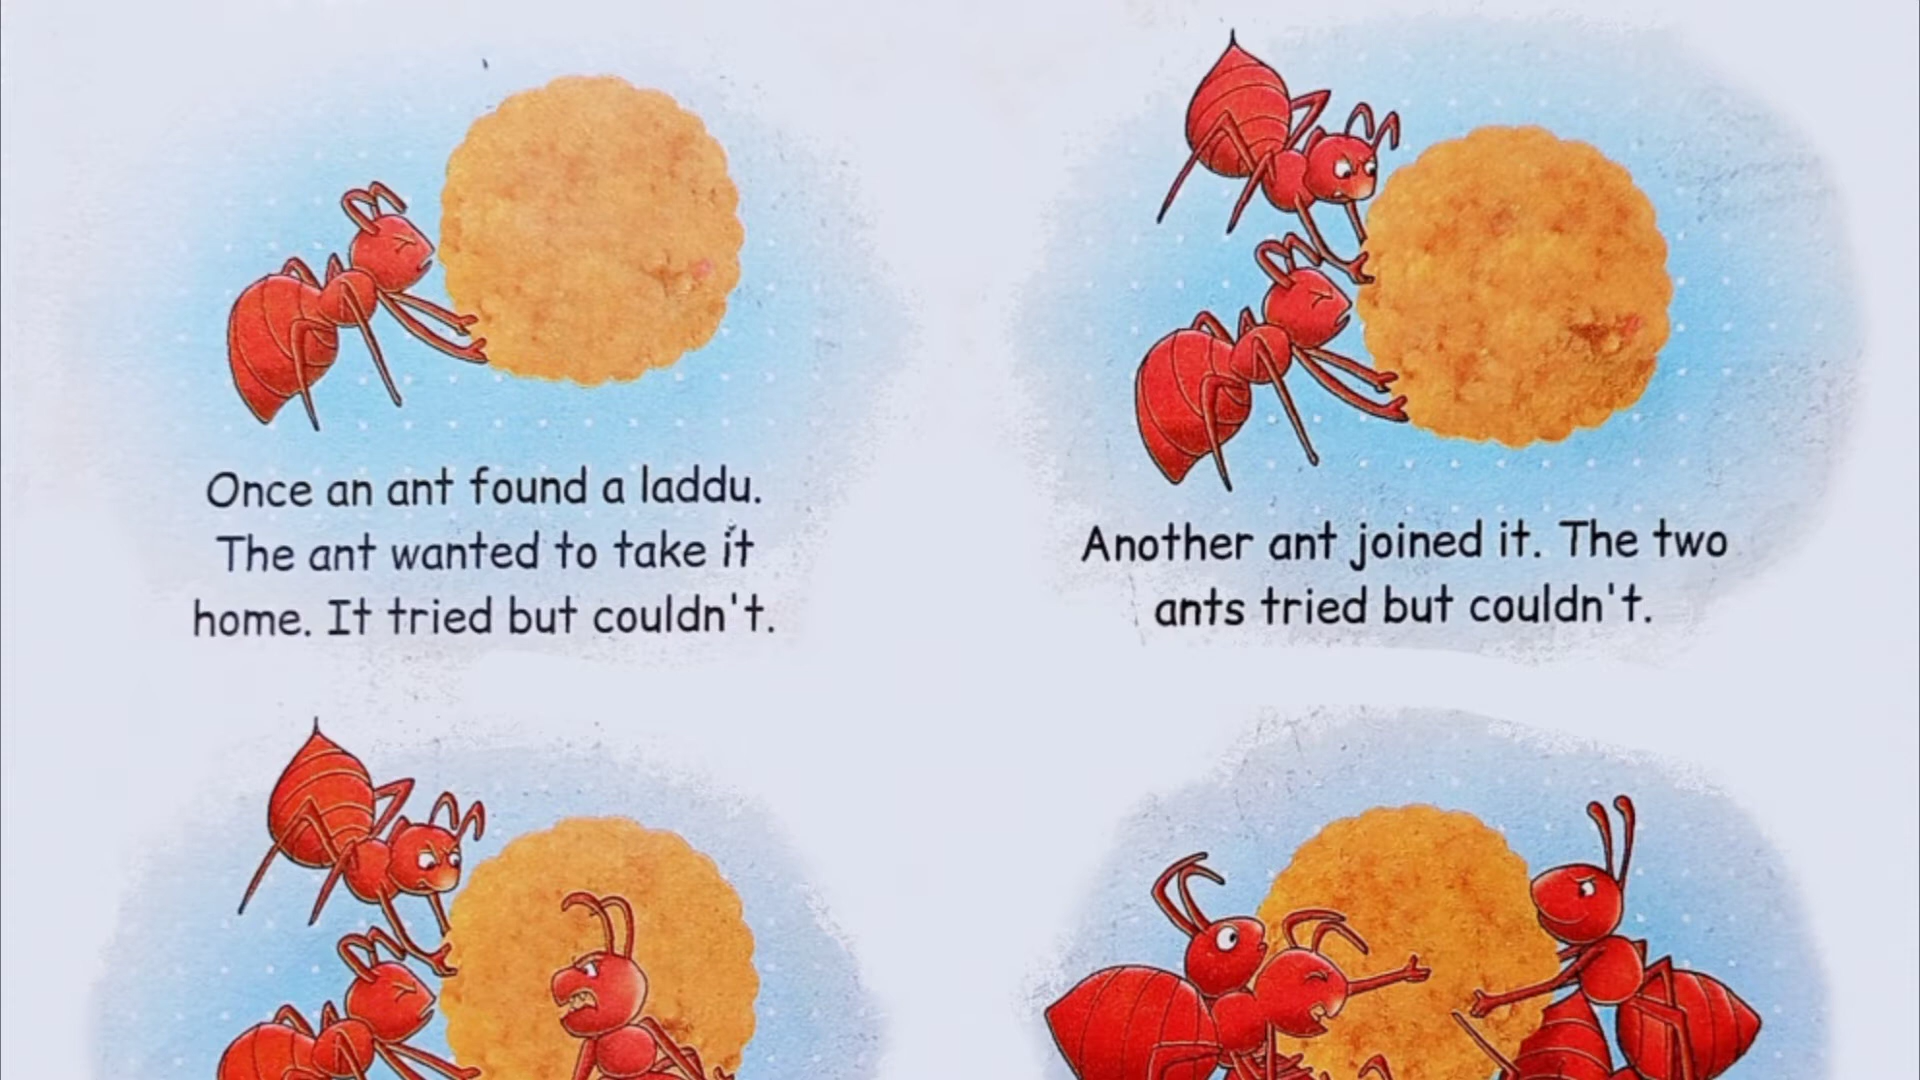 Once an ant found a laddu.
The ant wanted to take it
home. It tried but couldn't.
Another ant joined it. The two
ants tried but couldn't.